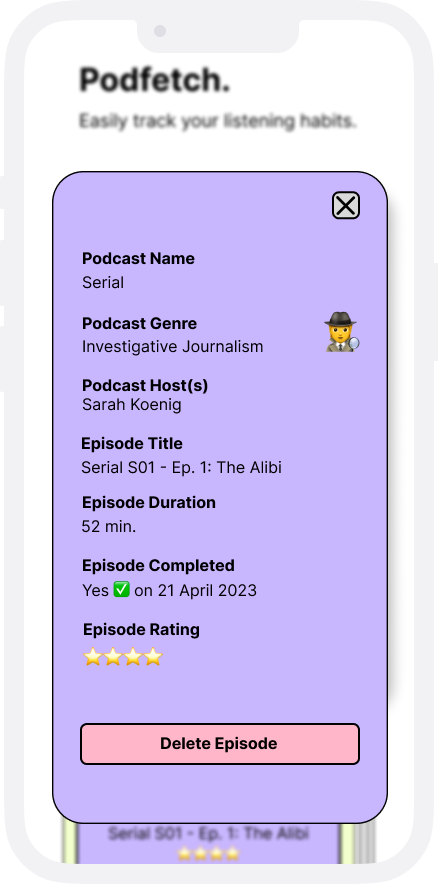 Podfetch.
Easily track your listening habits.
Podcast Name
Serial
Podcast Genre
Investigative Journalism
Podcast Host(s)
Sarah Koenig
Episode Title
Serial S01 - Ep. 1: The Alibi
Episode Duration
52 min.
Episode Completed
Yes ✅ on 21 April 2023
Episode Rating
⭐⭐⭐⭐
Delete Episode
Serial S01 - Ep. 1: The Alibi
⭐⭐⭐⭐